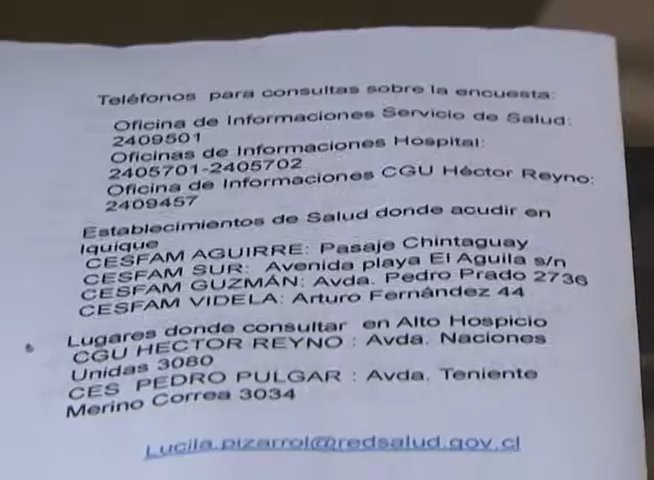 Teléfonos para consultas sobre la encuesta:
Oficina de Informaciones Servicio de Salud:
2409501
Oficinas de Informaciones Hospital:
2405701-2405702
Oficina de Informaciones CGU Héctor Reyno:
2409457
Establecimientos de Salud donde acudir en
Iquique
CESFAM AGUIRRE: Pasaje Chintaguay
CESFAM SUR: Avenida playa El Aguila s/n
CESFAM GUZMÁN: Avda. Pedro Prado 2736
CESFAM VIDELA: Arturo Fernández 44
Lugares donde consultar en Alto Hospicio
CGU HECTOR REYNO : Avda. Naciones
Unidas 3080
CES PEDRO PULGAR : Avda. Teniente
Merino Correa 3034
Lucila.pizarrol@redsalud.gov.cl